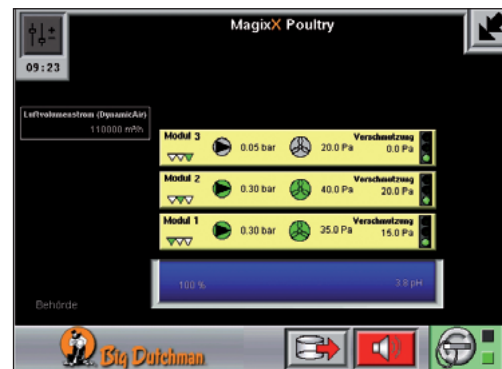 MagixX Poultry
09:23
Luftvolumenstrom (DynamicAir)
110000 m³/h
Modul 3 0.05 bar 20.0 Pa Verschmutzung 0.0 Pa
Modul 2 0.30 bar 40.0 Pa Verschmutzung 20.0 Pa
Modul 1 0.30 bar 35.0 Pa Verschmutzung 15.0 Pa
100 % 3.8 pH
Behörde
Big Dutchman